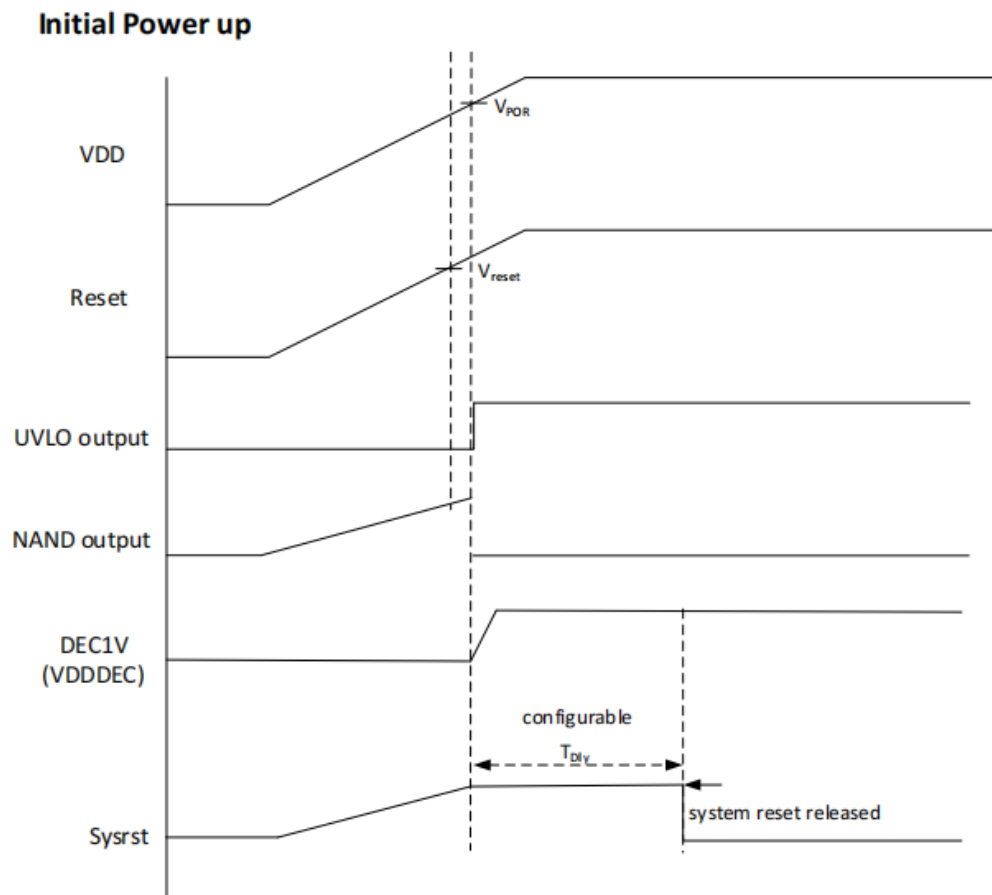 Initial Power up
VDD
VPOR
Reset
Vreset
UVLO output
NAND output
DEC1V
(VDDDEC)
configurable
TDly
Sysrst
system reset released